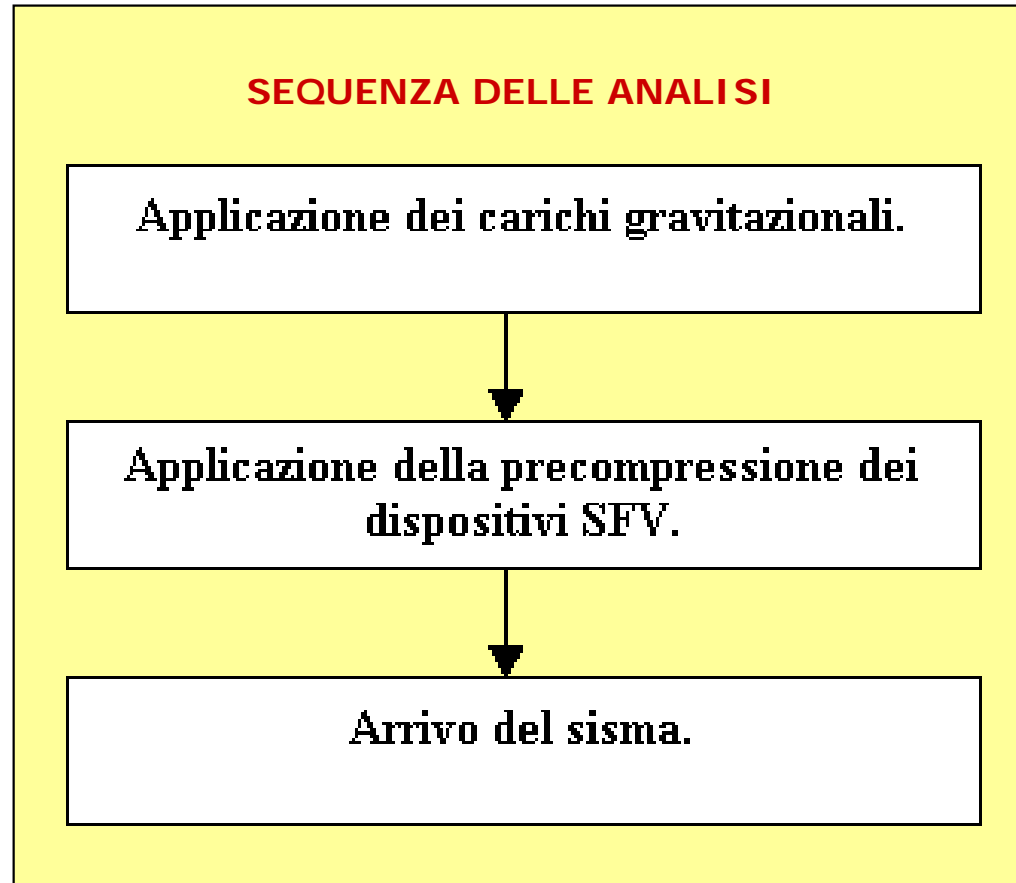 SEQUENZA DELLE ANALISI
Applicazione dei carichi gravitazionali.
Applicazione della precompressione dei
dispositivi SFV.
Arrivo del sisma.